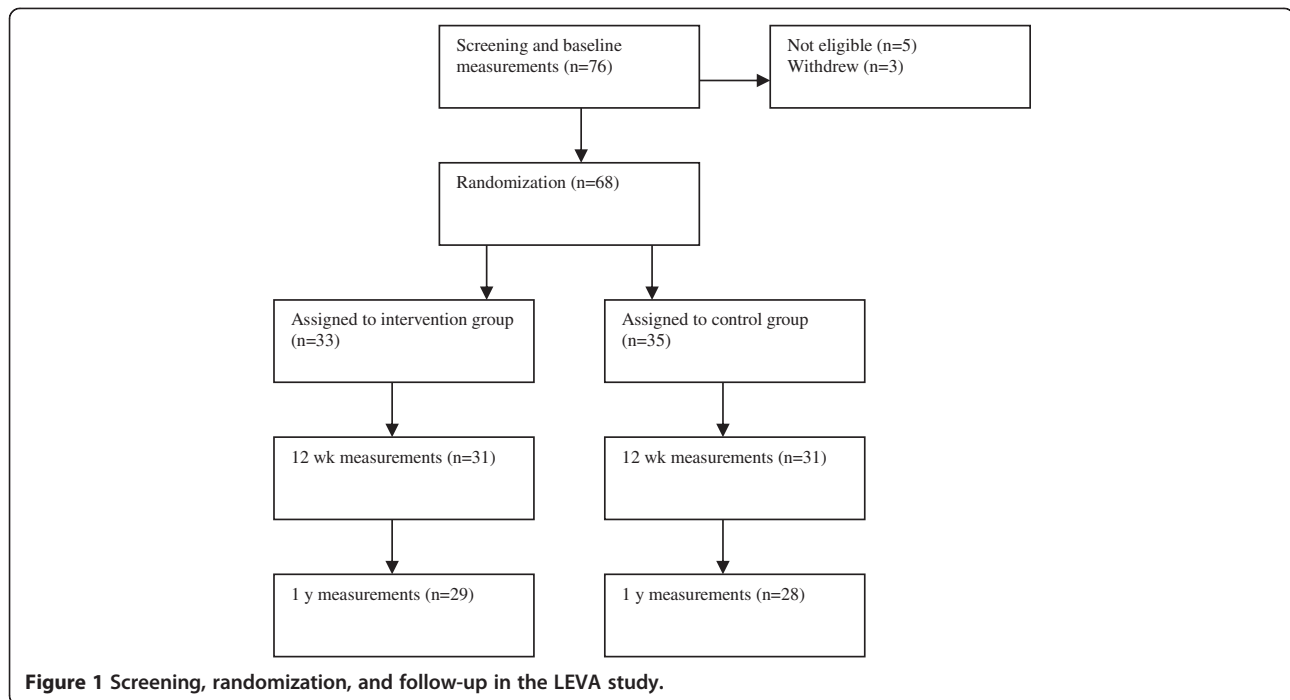 Screening and baseline
measurements (n=76)
Not eligible (n=5)
Withdrew (n=3)
Randomization (n=68)
Assigned to intervention group
(n=33)
Assigned to control group
(n=35)
12 wk measurements (n=31)
12 wk measurements (n=31)
1 y measurements (n=29)
1 y measurements (n=28)
Figure 1 Screening, randomization, and follow-up in the LEVA study.